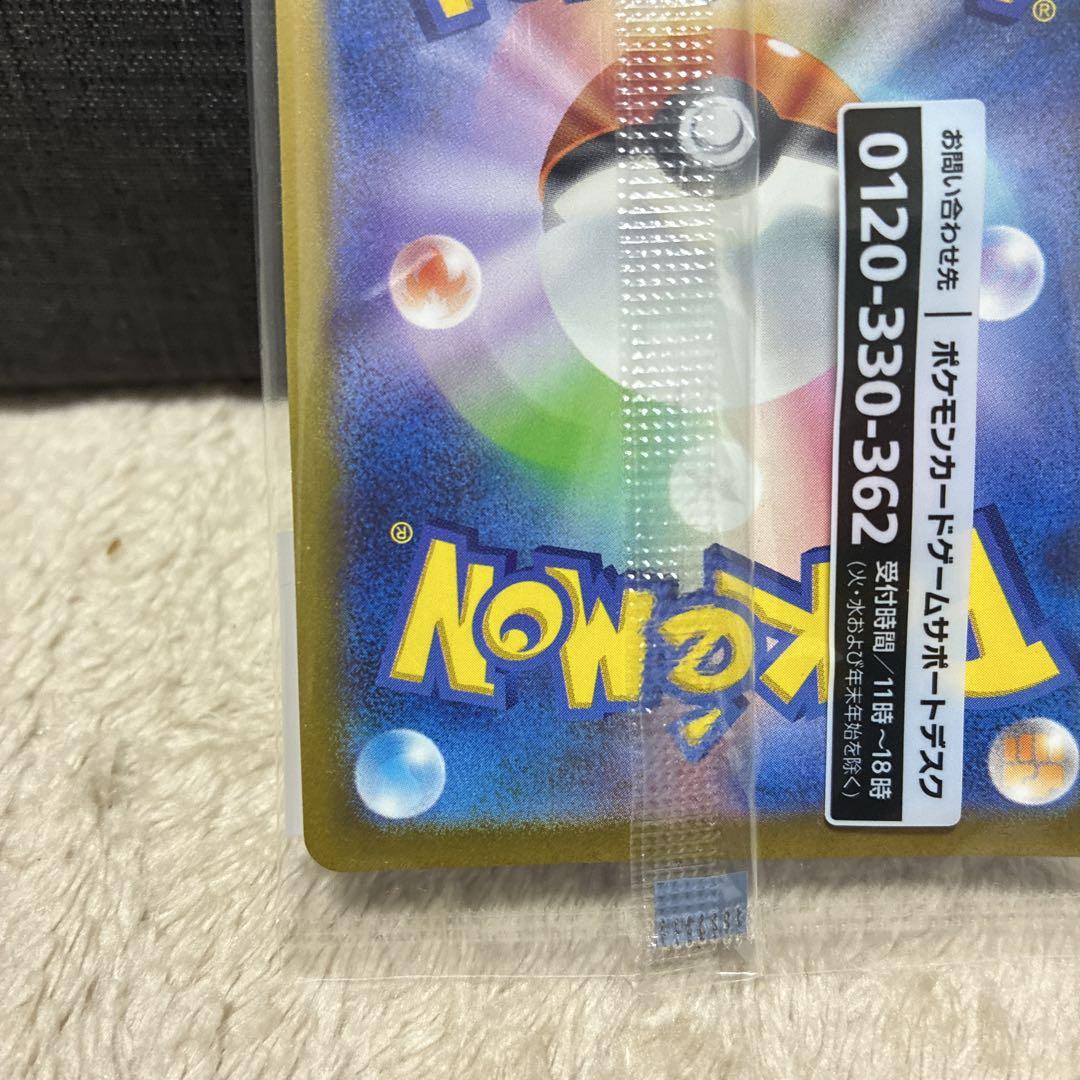 お問い合わせ先 | ポケモンカードゲームサポートデスク
0120-330-362 受付時間/11時~18時
(火・水および年末年始を除く)
POKéMON
®
®